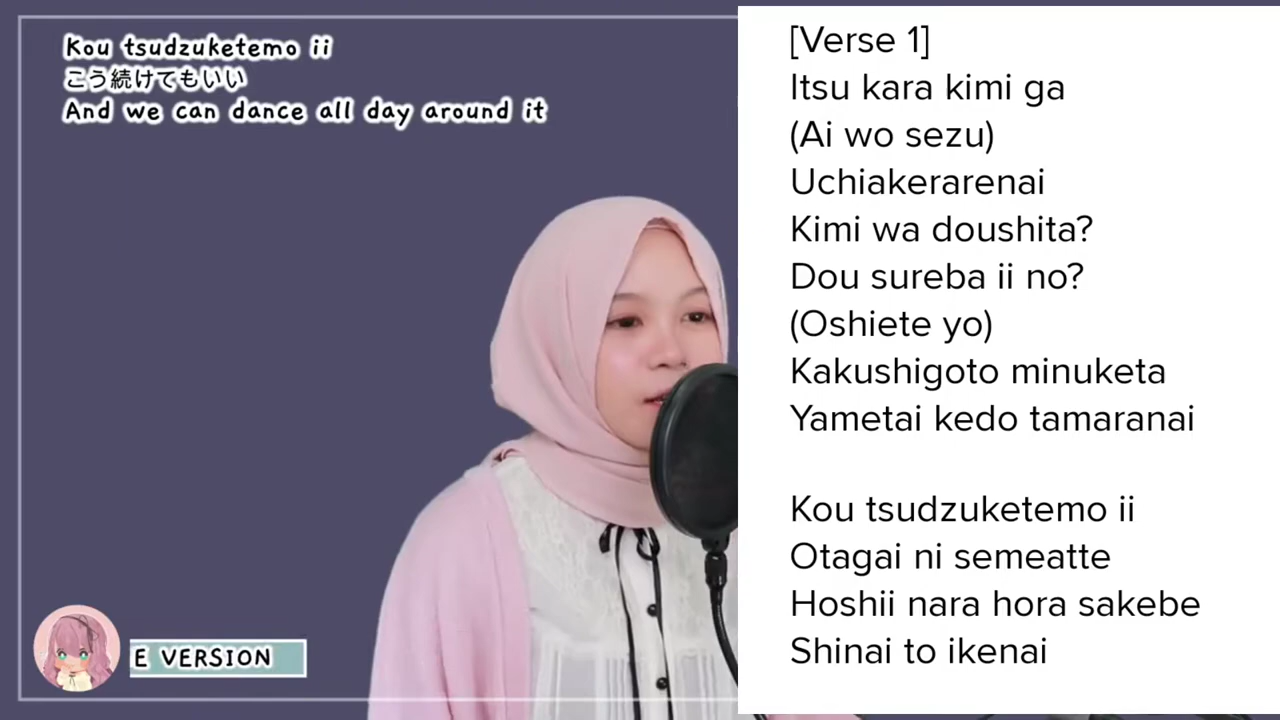 Kou tsudzuketemo ii
こう続けてもいい
And we can dance all day around it
E VERSION
[Verse 1]
Itsu kara kimi ga
(Ai wo sezu)
Uchiakerarenai
Kimi wa doushita?
Dou sureba ii no?
(Oshiete yo)
Kakushigoto minuketa
Yametai kedo tamaranai
Kou tsudzuketemo ii
Otagai ni semeatte
Hoshii nara hora sakebe
Shinai to ikenai